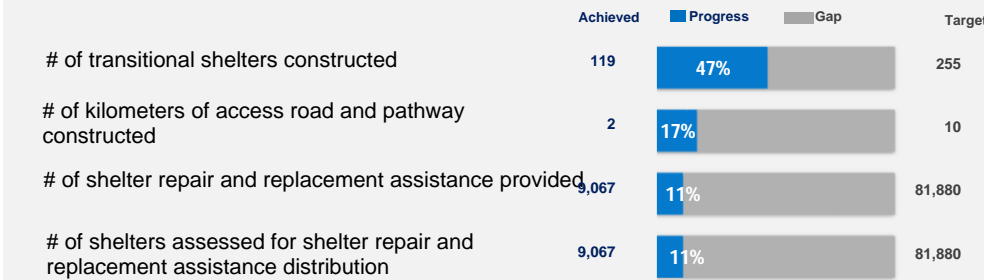 Achieved Progress Gap Target
# of transitional shelters constructed 119 47% 255
# of kilometers of access road and pathway
constructed 2 17% 10
# of shelter repair and replacement assistance provided 9,067 11% 81,880
# of shelters assessed for shelter repair and
replacement assistance distribution 9,067 11% 81,880